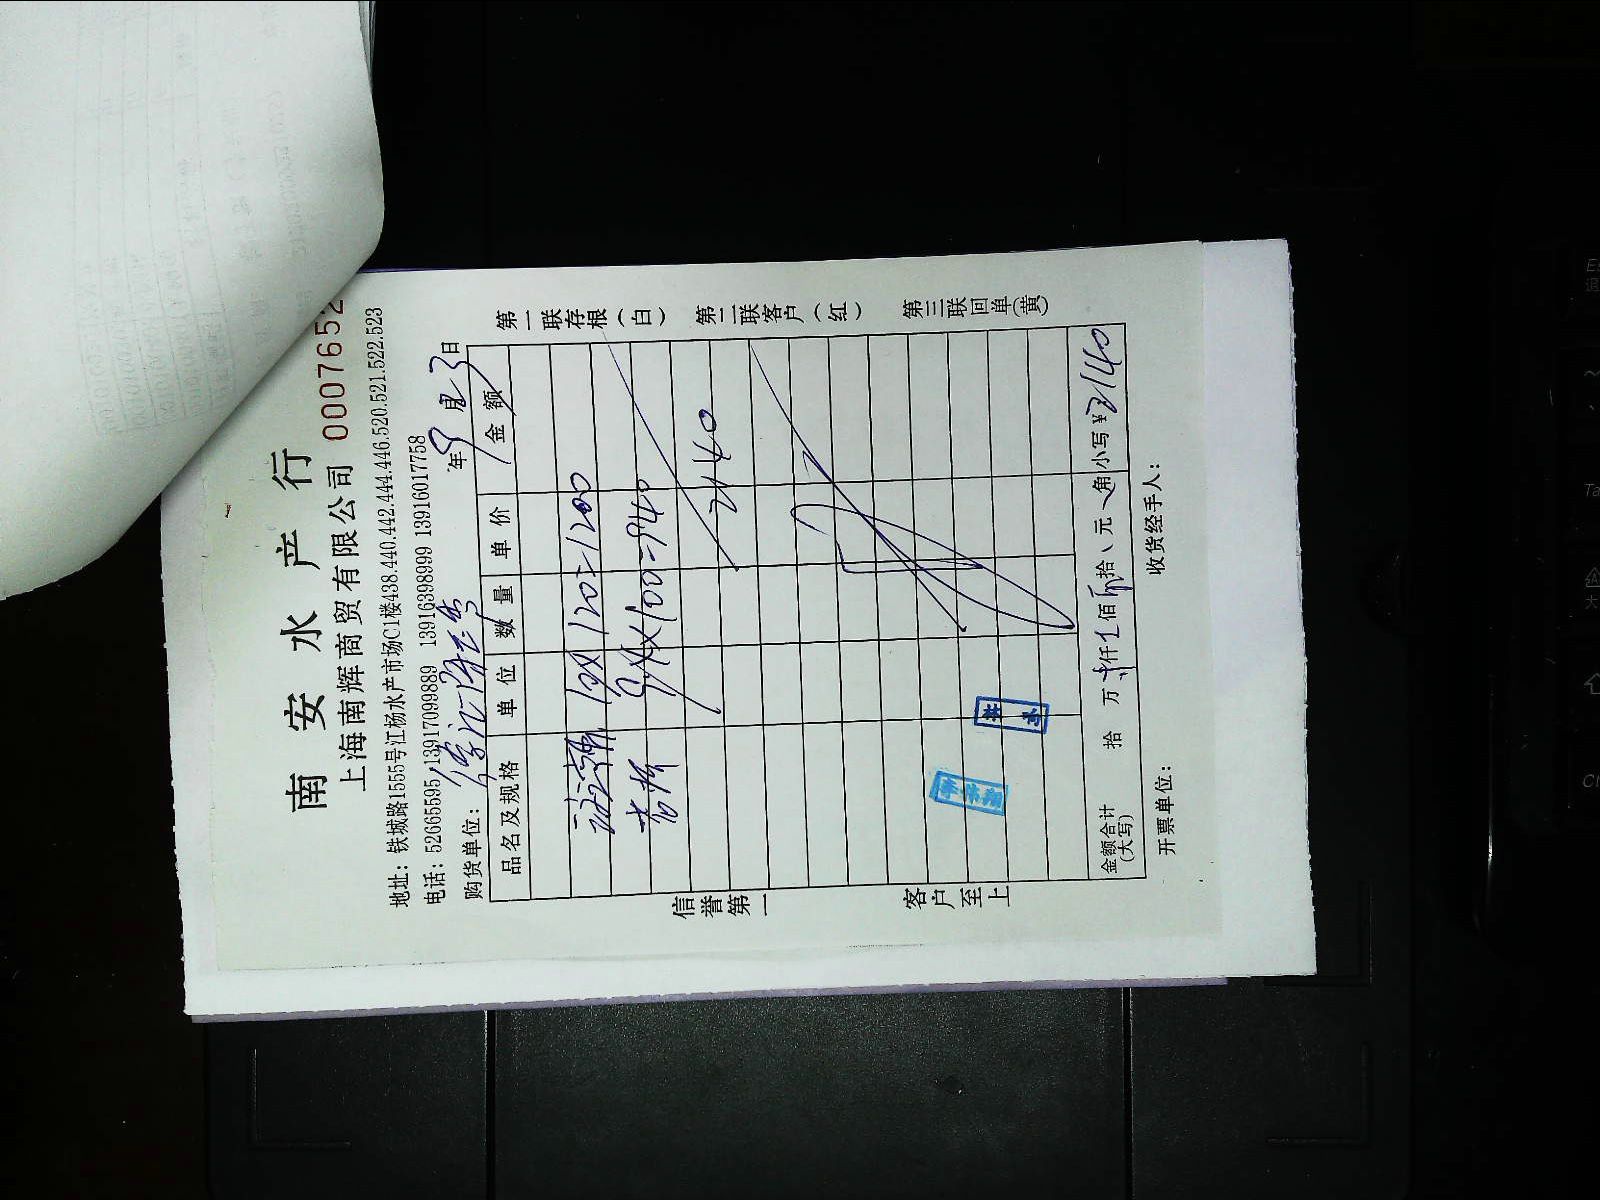 南安水产行
上海南辉商贸有限公司 0007652
地址：铁城路1555号江杨水产市场C1楼438.440.442.444.446.520.521.522.523
电话：52665595 13917099889 13916398999 13916017758
购货单位： 年 9 月 23 日
品名及规格 单位 数量 单价 金额
10X120=1200
X100=940
2140
金额合计（大写） 拾 万 仟 佰 拾 元 角 小写¥2140
开票单位： 收货经手人：
第一联存根（白） 第二联客户（红） 第三联回单（黄）
信誉第一 客户至上